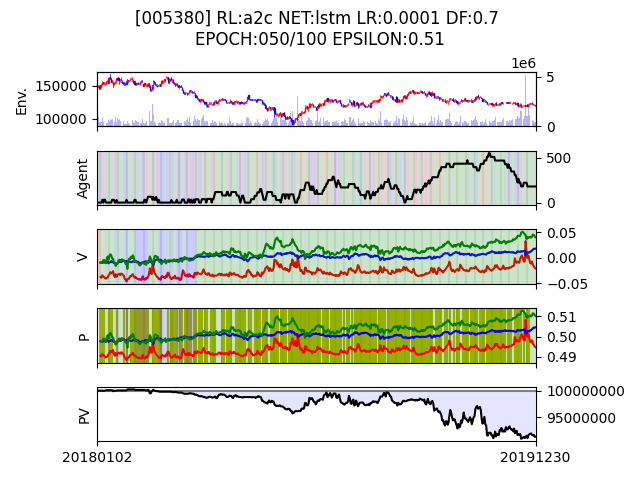 [005380] RL:a2c NET:lstm LR:0.0001 DF:0.7
EPOCH:050/100 EPSILON:0.51
1e6
Env.
150000
100000
5
0
Agent
500
0
V
0.05
0.00
−0.05
P
0.51
0.50
0.49
PV
100000000
95000000
20180102
20191230